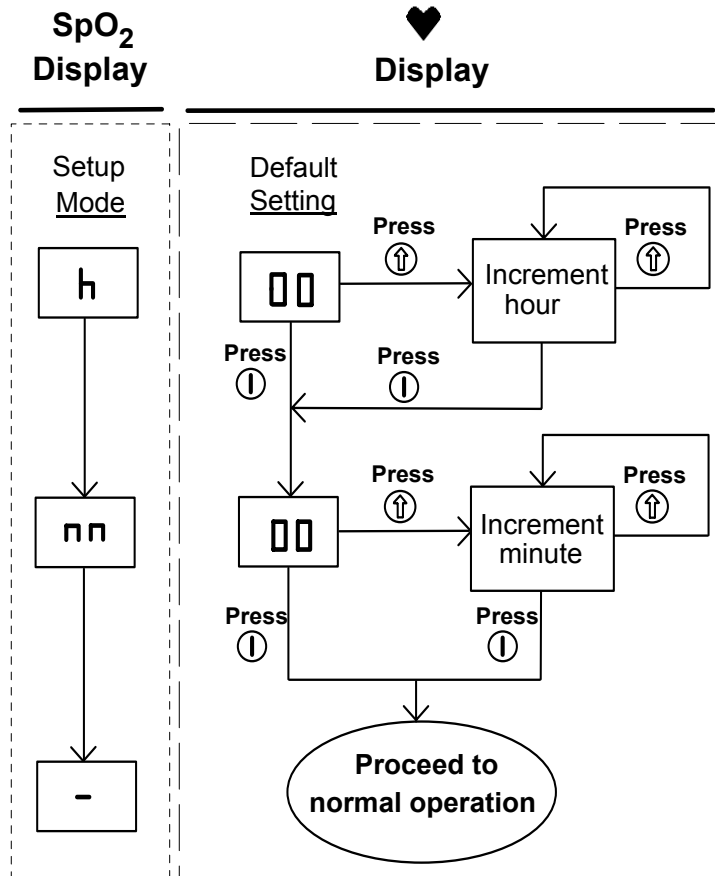 SpO2
Display
♥
Display
Setup
Mode
Default
Setting
h
00
Press
Increment
hour
Press
Press
Press
nn
00
Press
Increment
minute
Press
Press
Press
-
Proceed to
normal operation